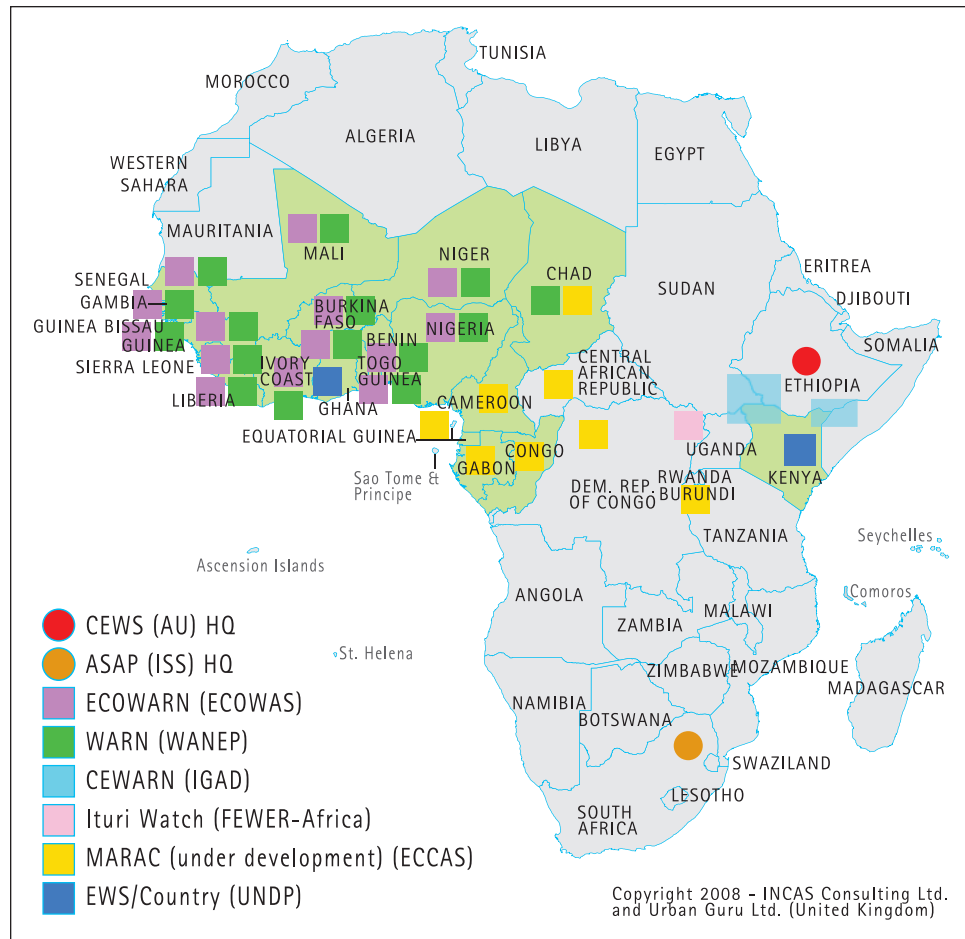 TUNISIA
MOROCCO
ALGERIA
LIBYA
EGYPT
WESTERN
SAHARA
MAURITANIA
MALI
NIGER
CHAD
SUDAN
ERITREA
DJIBOUTI
SOMALIA
SENEGAL
GAMBIA
GUINEA BISSAU
GUINEA
SIERRA LEONE
LIBERIA
BURKINA
FASO
IVORY
COAST
GHANA
BENIN
TOGO
GUINEA
NIGERIA
CENTRAL
AFRICAN
REPUBLIC
ETHIOPIA
CAMEROON
EQUATORIAL GUINEA
CONGO
GABON
Sao Tome &
Principe
UGANDA
KENYA
DEM. REP.
OF CONGO
RWANDA
BURUNDI
TANZANIA
Seychelles
Comoros
Ascension Islands
St. Helena
ANGOLA
ZAMBIA
MALAWI
ZIMBABWE
MOZAMBIQUE
MADAGASCAR
NAMIBIA
BOTSWANA
SWAZILAND
LESOTHO
SOUTH
AFRICA
CEWS (AU) HQ
ASAP (ISS) HQ
ECOWARN (ECOWAS)
WARN (WANEP)
CEWARN (IGAD)
Ituri Watch (FEWER-Africa)
MARAC (under development) (ECCAS)
EWS/Country (UNDP)
Copyright 2008 - INCAS Consulting Ltd.
and Urban Guru Ltd. (United Kingdom)